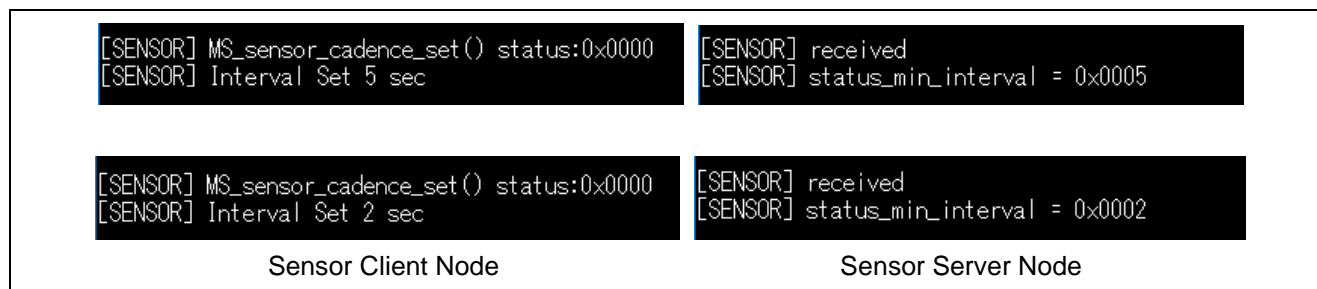 [SENSOR] MS_sensor_cadence_set() status:0x0000
[SENSOR] Interval Set 5 sec
[SENSOR] received
[SENSOR] status_min_interval = 0x0005
[SENSOR] MS_sensor_cadence_set() status:0x0000
[SENSOR] Interval Set 2 sec
[SENSOR] received
[SENSOR] status_min_interval = 0x0002
Sensor Client Node
Sensor Server Node